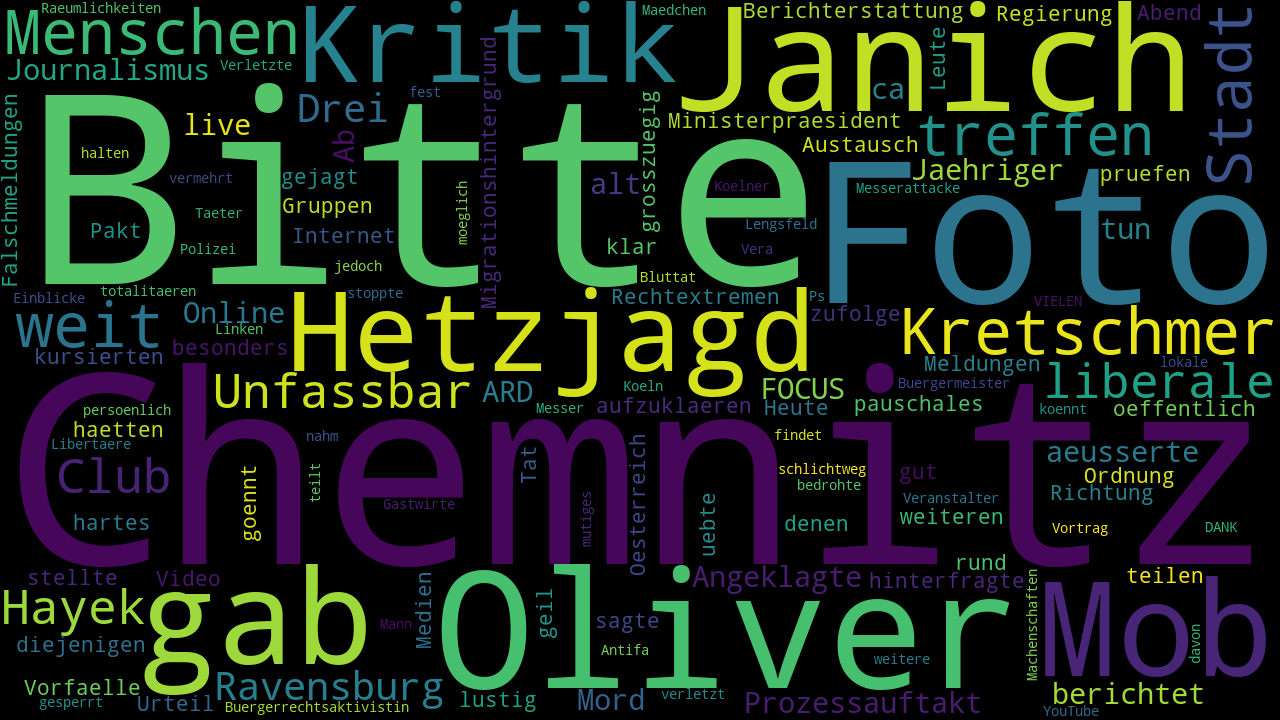 Raeumlichkeiten
Menschen
Kritik
Maedchen
Berichterstattung
Janich
Regierung
Abend
Stadt
Journalismus
Verletzte
Leute
Falschmeldungen
Bitte
Drei
fest
Migrationshintergrund
grosszuegig
ca
Ministerpraesident
treffen
live
Ab
Austausch
halten
gejagt
vermehrt
alt
Koelner
Foto
Jaehriger
pruefen
Messerattacke
Gruppen
moeglich
Taeter
Pakt
Internet
Polizei
klar
Lengsfeld
Vera
tun
jedoch
Bluttat
totalitaeren
Einblicke
stoppte
Hetzjagd
Rechtextremen
Ps
zufolge
VIELEN
weit
Online
Linken
Kretschmer
kursierten
besonders
Meldungen
lokale
Unfassbar
ARD
Koeln
FOCUS
Buergermeister
liberale
Chemnitz
persoenlich
Messer
aufzuklaeren
Heute
pauschales
koennt
oeffentlich
haetten
Libertaere
nahm
findet
aeusserte
Club
goennt
teilt
Tat
Oesterreich
schlichtweg
gut
Ordnung
bedrohte
Richtung
Gastwirte
mutiges
uebte
Veranstalter
hartes
denen
weiteren
Vortrag
DANK
rund
stellte
Video
gab
Medien
Oliver
geil
Angeklagte
hinterfragte
Machenschaften
Mob
teilen
Hayek
Mann
sagte
davon
diejenigen
Antifa
weitere
Vorfaelle
Ravensburg
gesperrt
Urteil
Buergerrechtsaktivistin
lustig
Mord
verletzt
Prozessauftakt
berichtet
YouTube